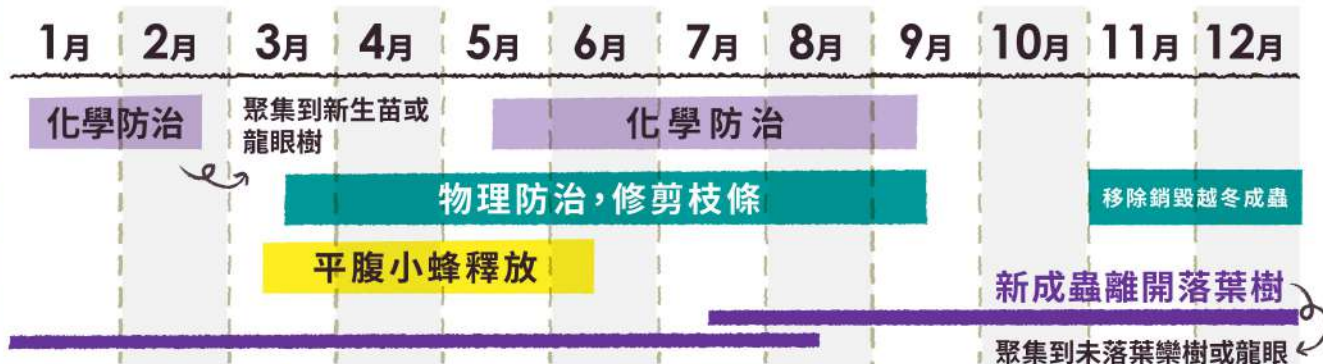 1月 2月 3月 4月 5月 6月 7月 8月 9月 10月 11月 12月
化學防治
聚集到新生苗或
龍眼樹
化學防治
物理防治,修剪枝條
移除銷毀越冬成蟲
平腹小蜂釋放
新成蟲離開落葉樹
聚集到未落葉欒樹或龍眼